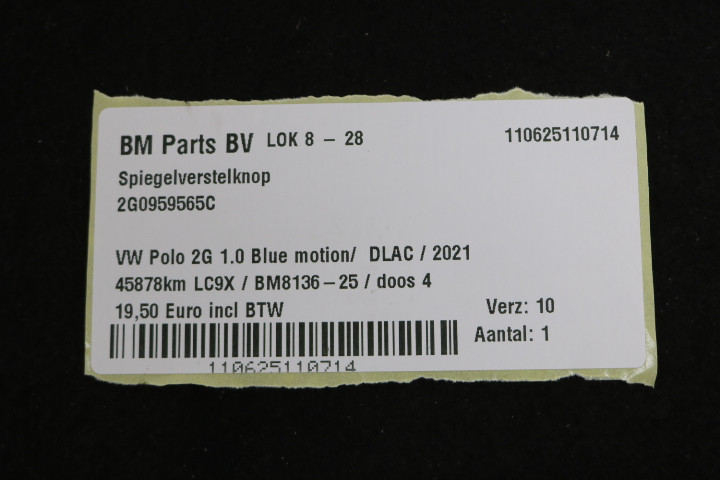 BM Parts BV LOK 8 - 28 110625110714
Spiegelverstelknop
2G0959565C
VW Polo 2G 1.0 Blue motion/ DLAC / 2021
45878km LC9X / BM8136-25 / doos 4
19,50 Euro incl BTW Verz: 10
Aantal: 1
110625110714